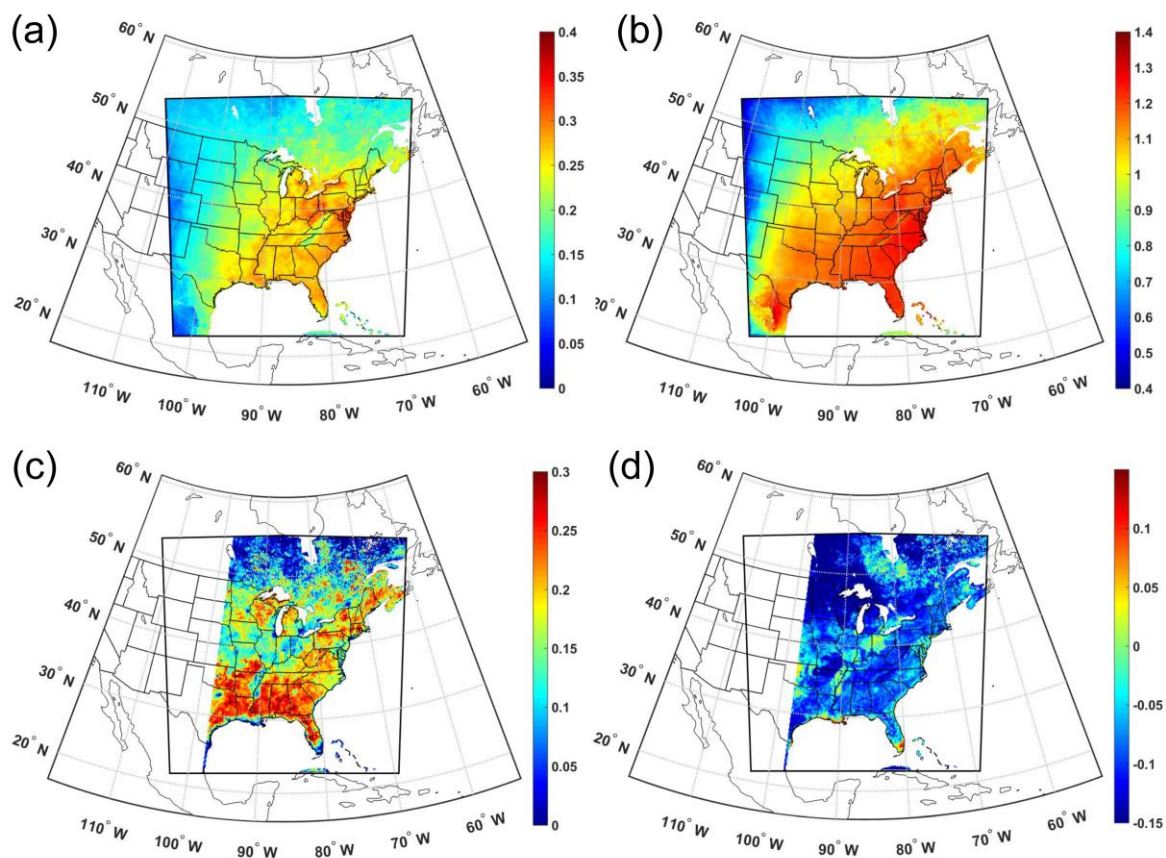 (a)
60° N
50° N
40° N
30° N
20° N
110° W
100° W
90° W
80° W
70° W
60° W
0.4
0.35
0.3
0.25
0.2
0.15
0.1
0.05
0
(b)
60° N
50° N
40° N
30° N
20° N
110° W
100° W
90° W
80° W
70° W
60° W
1.4
1.3
1.2
1.1
1
0.9
0.8
0.7
0.6
0.5
0.4
(c)
60° N
50° N
40° N
30° N
20° N
110° W
100° W
90° W
80° W
70° W
60° W
0.3
0.25
0.2
0.15
0.1
0.05
0
(d)
60° N
50° N
40° N
30° N
20° N
110° W
100° W
90° W
80° W
70° W
60° W
0.1
0.05
0
-0.05
-0.1
-0.15